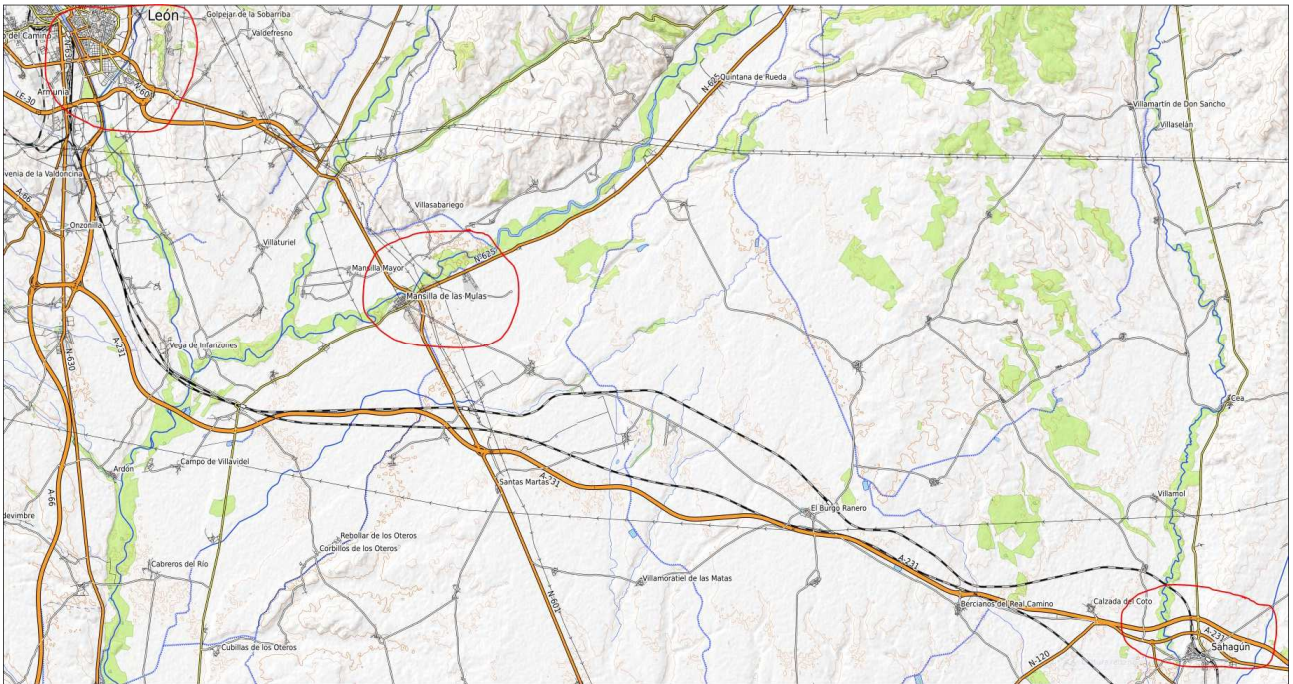 León
Golpejar de la Sobarriba
Valdefresno
o del Camino
N-630
Armunia
LE-30
N-601
venia de la Valdoncina
A-66
Onzonilla
Villaturiel
Villasabariego
Mansilla Mayor
N-625
Mansilla de las Mulas
N-625
Quintana de Rueda
Villamartín de Don Sancho
Villaselán
A-231
N-630
Vega de Infanzones
Cea
Ardón
Campo de Villavidel
A-66
devimbre
Santas Martas
A-231
Villamol
El Burgo Ranero
Rebollar de los Oteros
Corbillos de los Oteros
Cabreros del Río
A-231
Villamoratiel de las Matas
N-601
Bercianos del Real Camino
Calzada del Coto
A-231
Sahagún
Cubillas de los Oteros
N-120